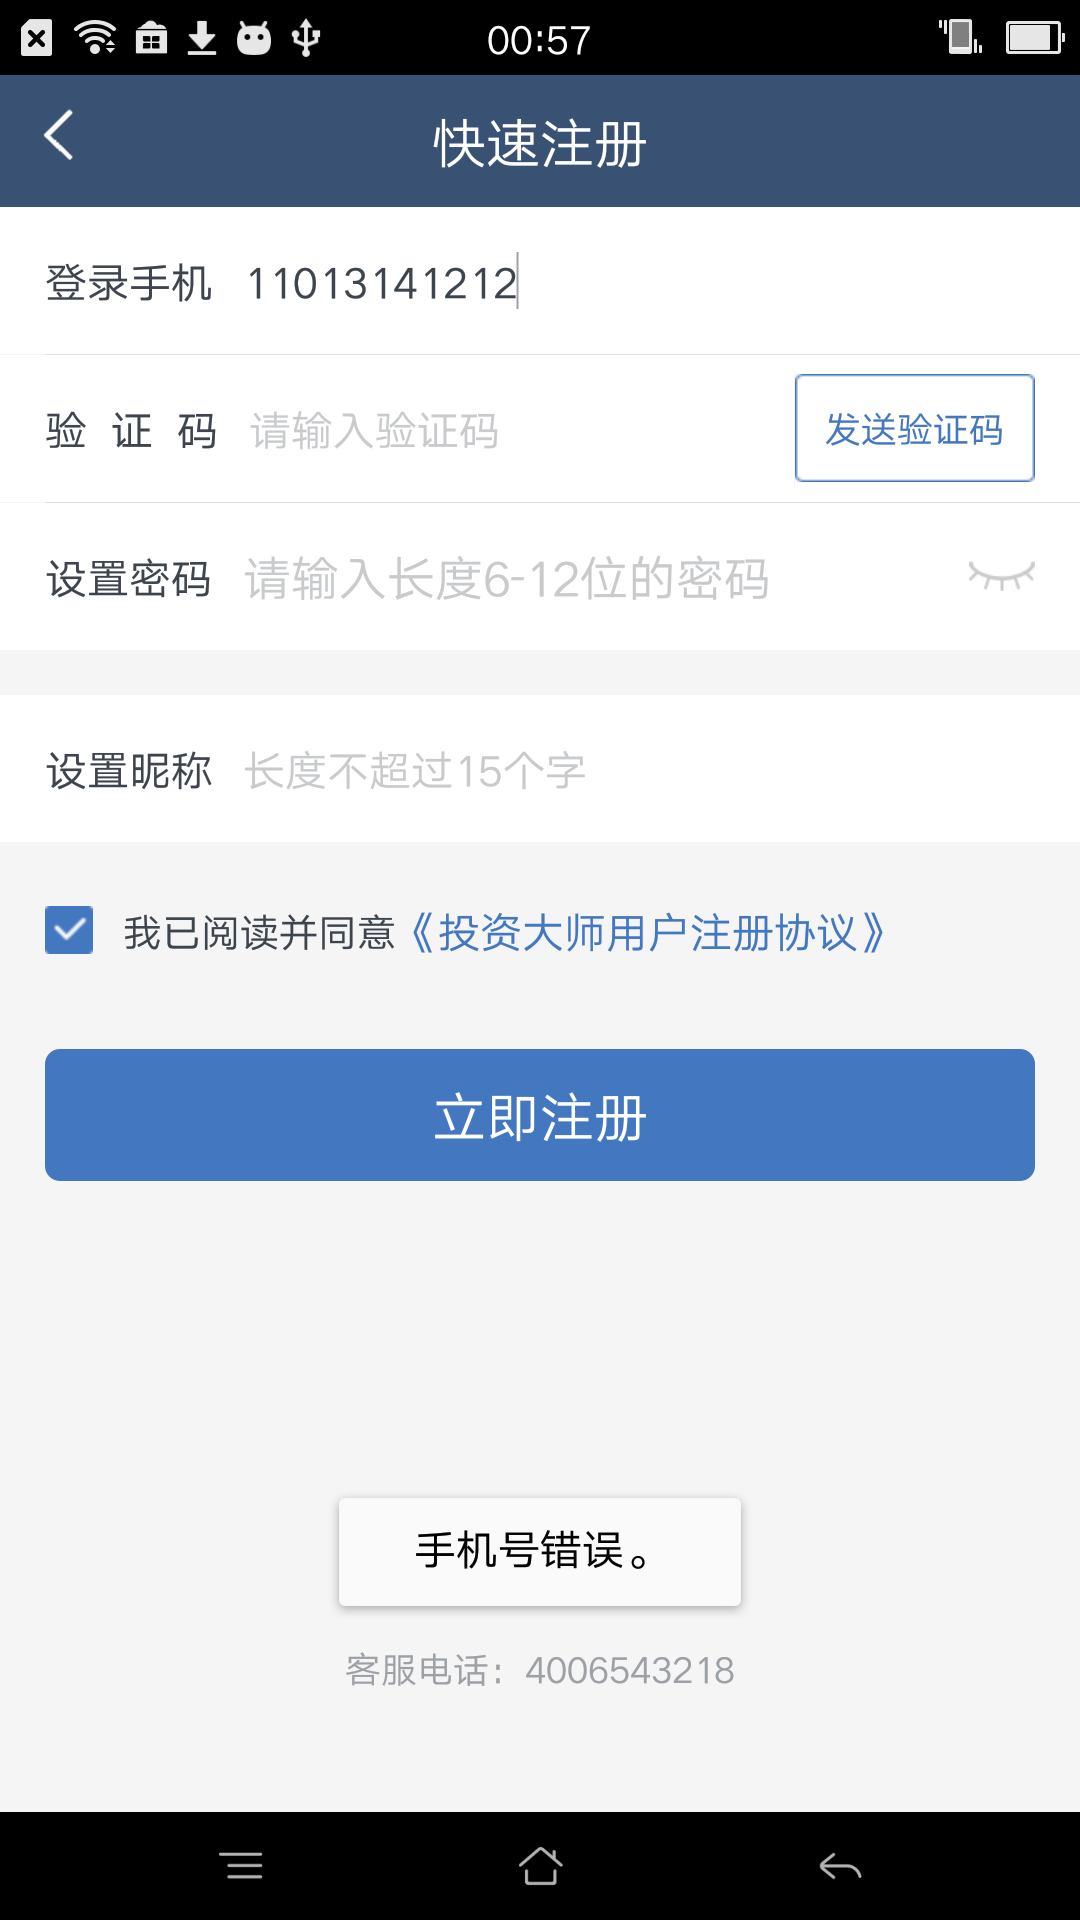 00:57
快速注册
登录手机 11013141212
验 证 码 请输入验证码 发送验证码
设置密码 请输入长度6-12位的密码
设置昵称 长度不超过15个字
我已阅读并同意《投资大师用户注册协议》
立即注册
手机号错误。
客服电话：4006543218